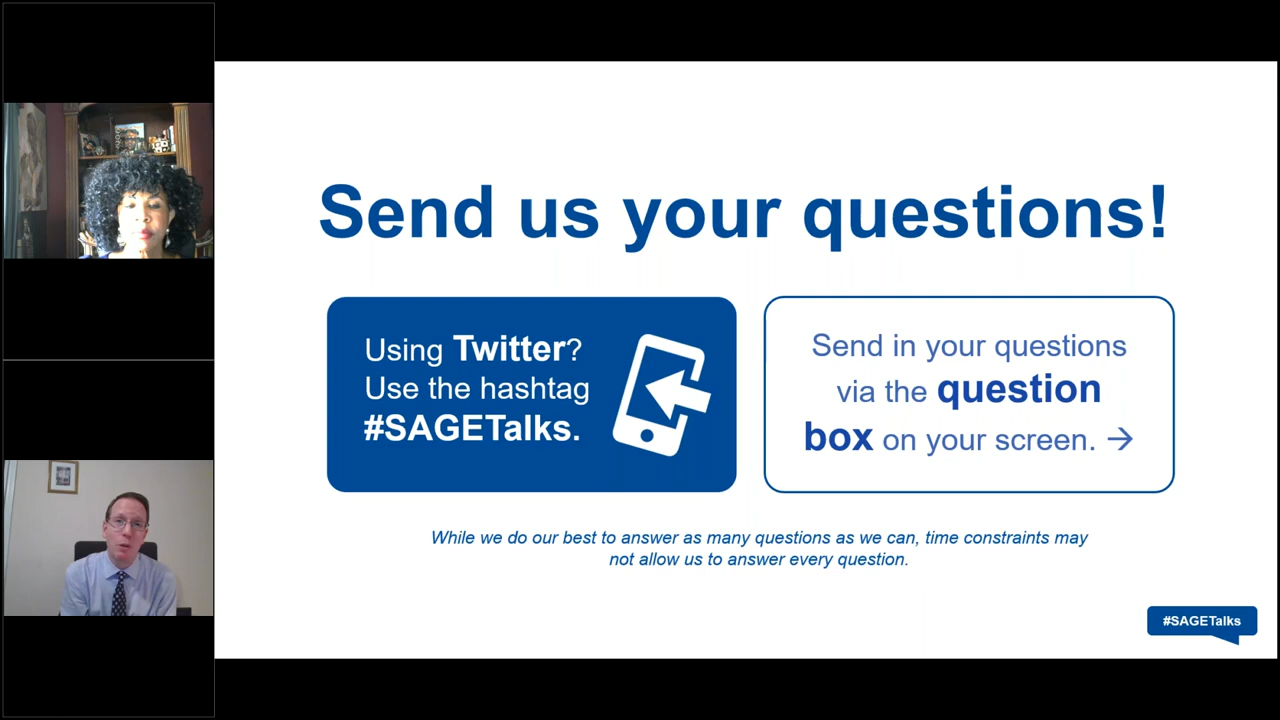 Send us your questions!
Using Twitter?
Use the hashtag
#SAGETalks.
Send in your questions
via the question
box on your screen. →
While we do our best to answer as many questions as we can, time constraints may
not allow us to answer every question.
#SAGETalks